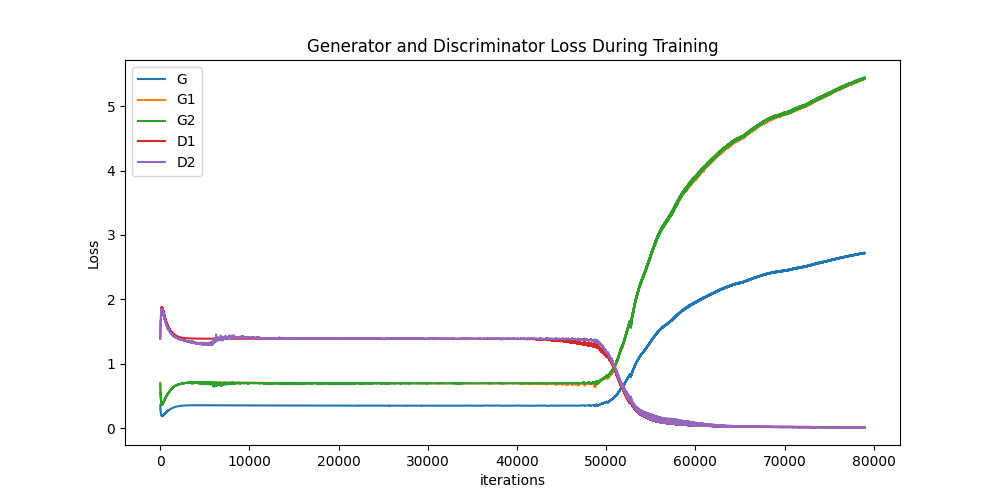 Generator and Discriminator Loss During Training
G
G1
G2
D1
D2
Loss
5
4
3
2
1
0
0 10000 20000 30000 40000 50000 60000 70000 80000
iterations